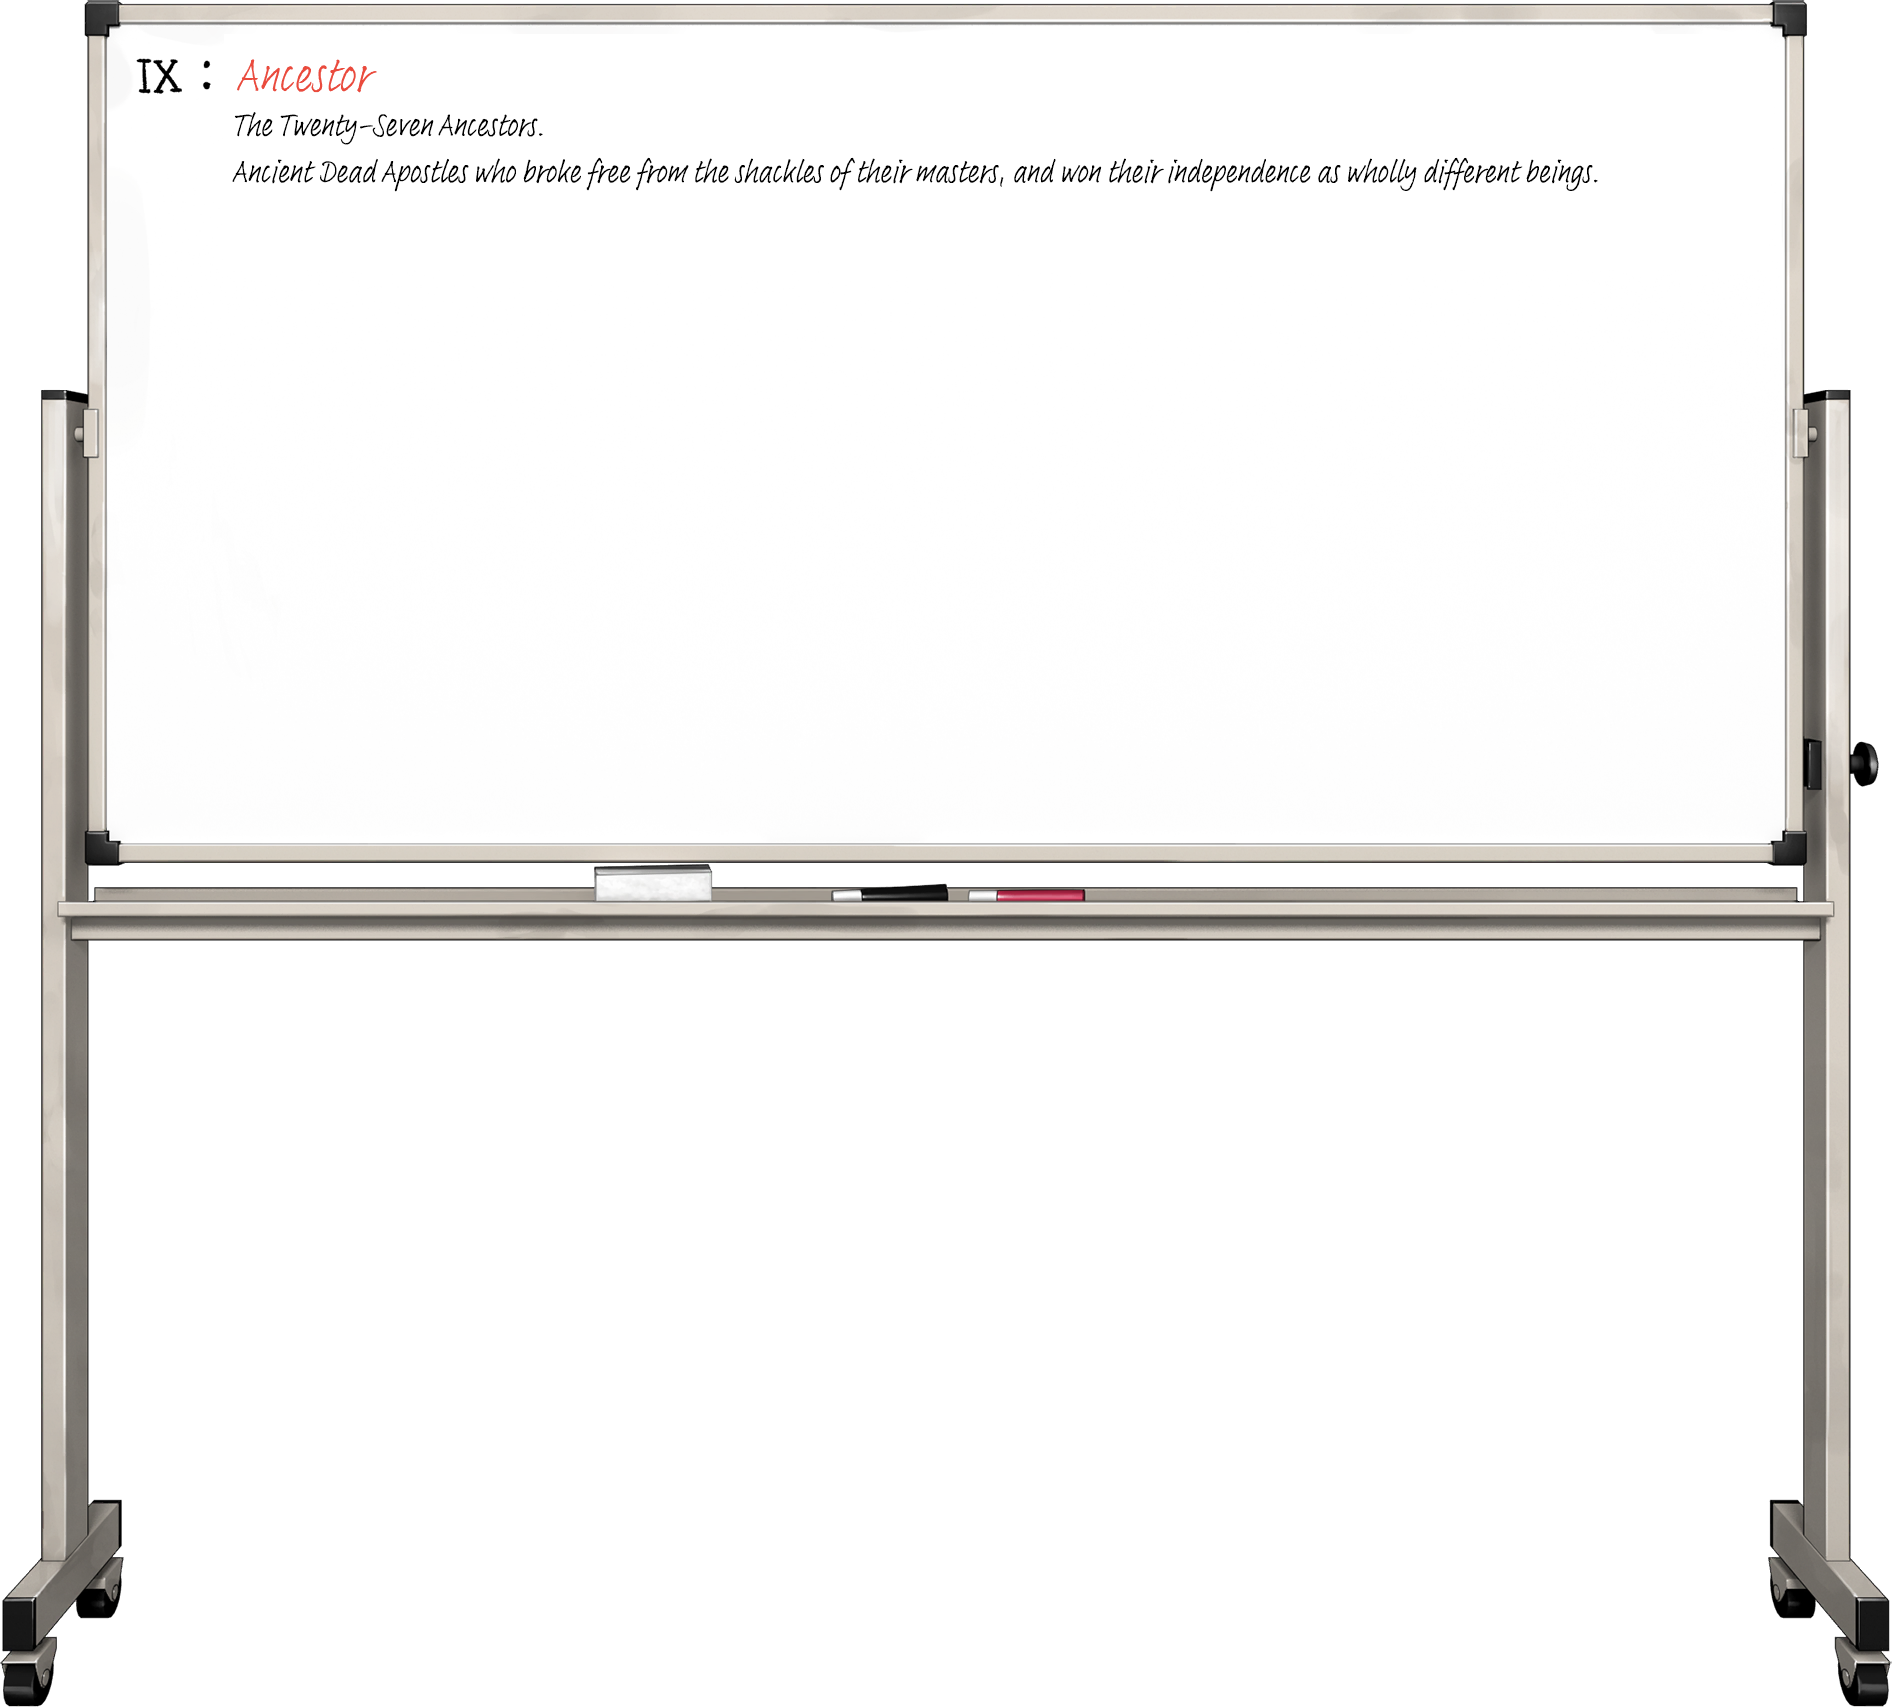 IX : Ancestor
The Twenty-Seven Ancestors.
Ancient Dead Apostles who broke free from the shackles of their masters, and won their independence as wholly different beings.